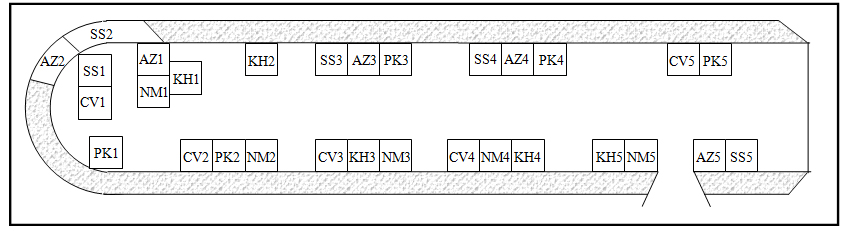 SS2
AZ2
SS1
CV1
AZ1
NM1
KH1
KH2
SS3 AZ3 PK3
SS4 AZ4 PK4
CV5 PK5
PK1
CV2 PK2 NM2
CV3 KH3 NM3
CV4 NM4 KH4
KH5 NM5
AZ5 SS5